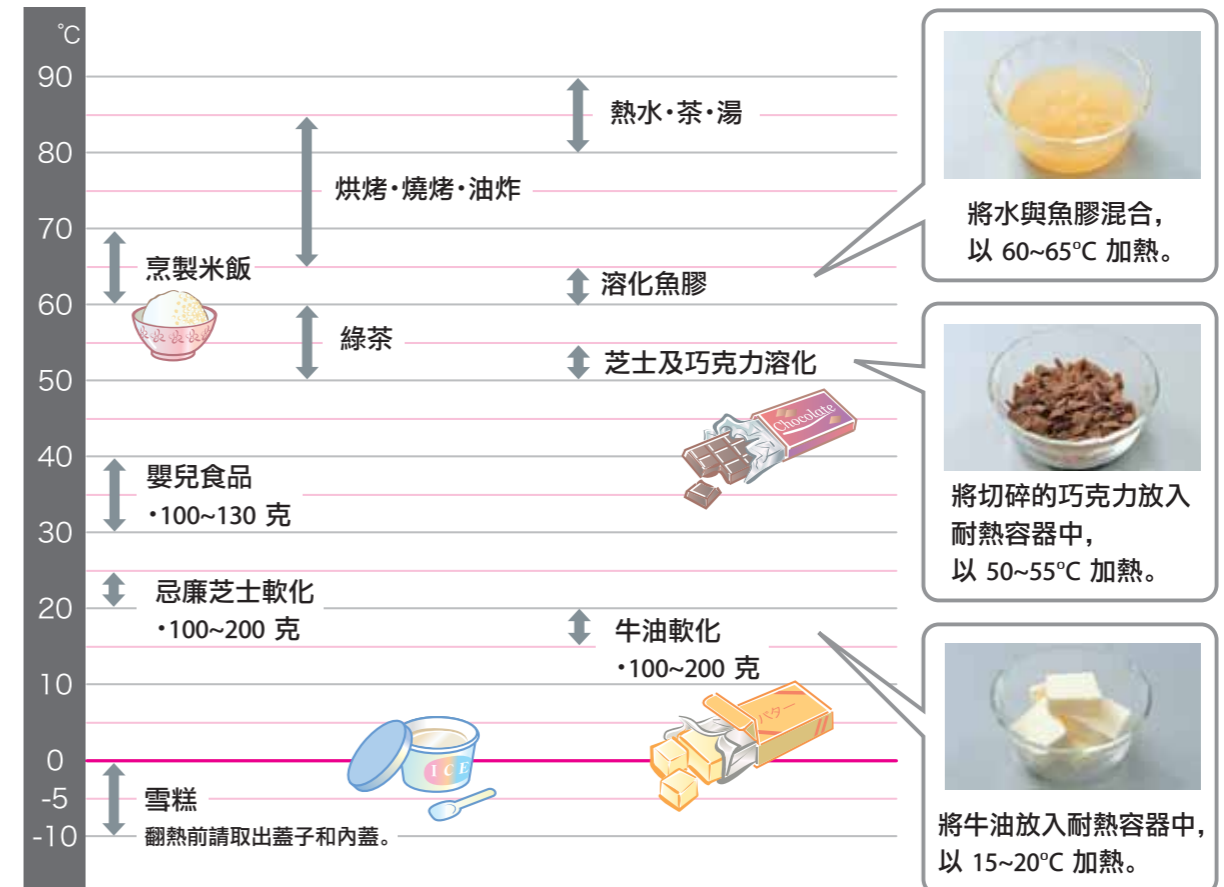 ℃
90
80
70
60
50
40
30
20
10
0
-5
-10
熱水・茶・湯
烘烤・燒烤・油炸
烹製米飯
溶化魚膠
綠茶
芝士及巧克力溶化
Chocolate
嬰兒食品
・100~130 克
忌廉芝士軟化
・100~200 克
牛油軟化
・100~200 克
バター
ICE
雪糕
翻熱前請取出蓋子和內蓋。
將水與魚膠混合，
以 60~65℃ 加熱。
將切碎的巧克力放入
耐熱容器中，
以 50~55℃ 加熱。
將牛油放入耐熱容器中，
以 15~20℃ 加熱。